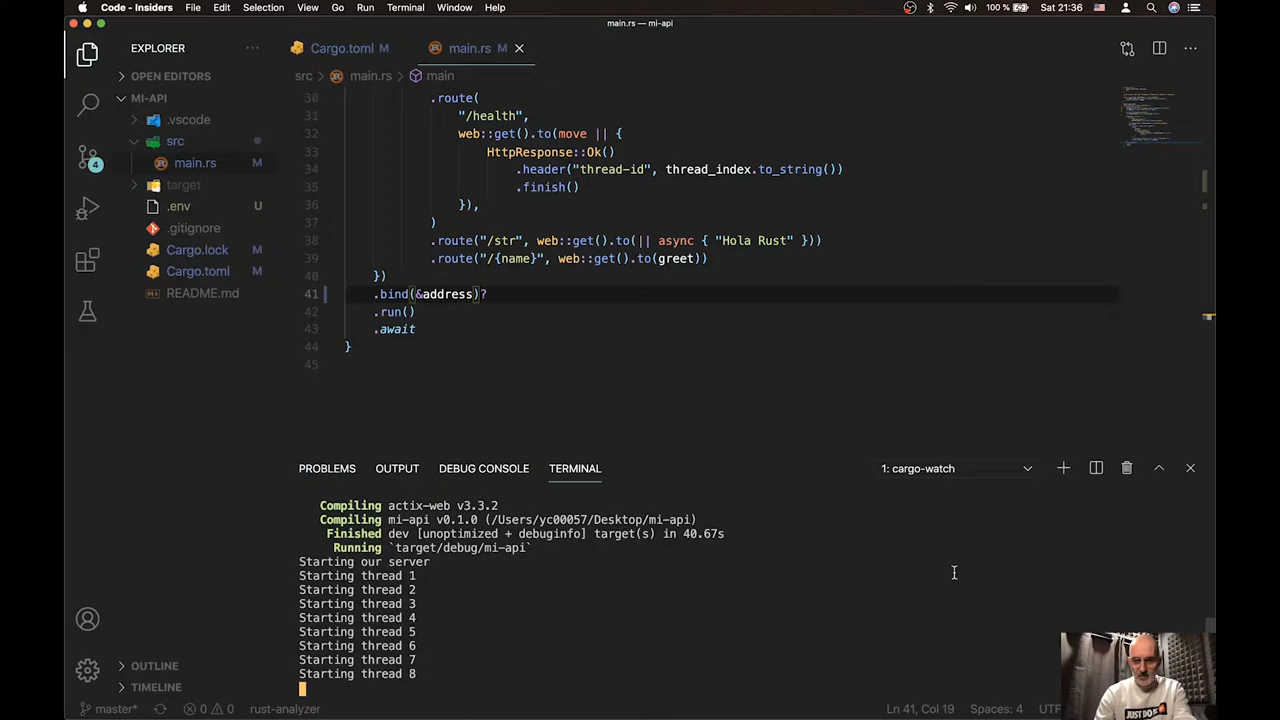 Code - Insiders File Edit Selection View Go Run Terminal Window Help 100 % Sat 21:36
main.rs — mi-api
EXPLORER
Cargo.toml M
main.rs M
OPEN EDITORS
MI-API
.vscode
src
main.rs M
target
.env U
.gitignore
Cargo.lock M
Cargo.toml M
README.md
OUTLINE
TIMELINE
4
src > main.rs > main
30 .route(
31 "/health",
32 web::get().to(move || {
33 HttpResponse::Ok()
34 .header("thread-id", thread_index.to_string())
35 .finish()
36 }),
37 )
38 .route("/str", web::get().to(|| async { "Hola Rust" }))
39 .route("/{name}", web::get().to(greet))
40 })
41 .bind(&address)?
42 .run()
43 .await
44 }
45
PROBLEMS OUTPUT DEBUG CONSOLE TERMINAL 1: cargo-watch
Compiling actix-web v3.3.2
Compiling mi-api v0.1.0 (/Users/yc00057/Desktop/mi-api)
Finished dev [unoptimized + debuginfo] target(s) in 40.67s
Running `target/debug/mi-api`
Starting our server
Starting thread 1
Starting thread 2
Starting thread 3
Starting thread 4
Starting thread 5
Starting thread 6
Starting thread 7
Starting thread 8
JUST DO
master* 0 0 rust-analyzer Ln 41, Col 19 Spaces: 4 UTF